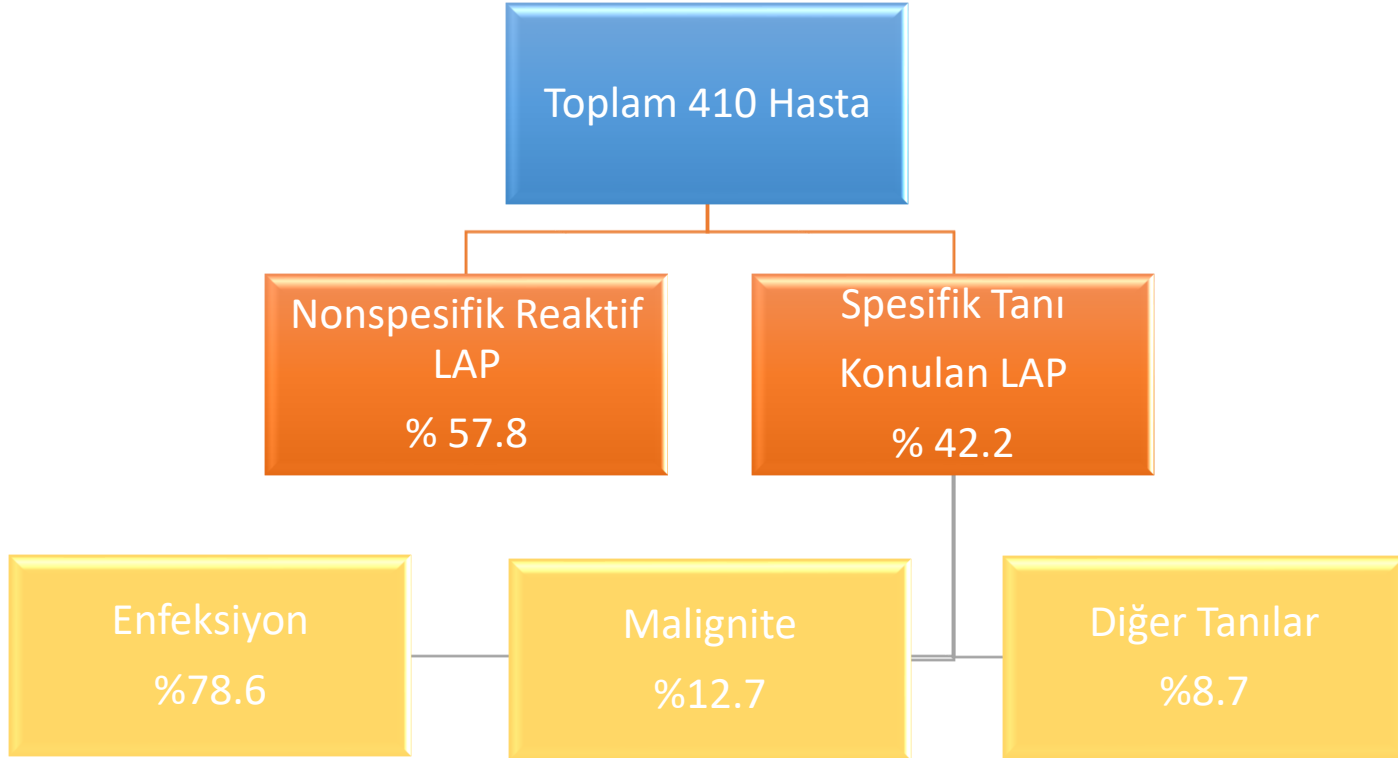 Toplam 410 Hasta
Nonspesifik Reaktif
LAP
% 57.8
Spesifik Tanı
Konulan LAP
% 42.2
Enfeksiyon
%78.6
Malignite
%12.7
Diğer Tanılar
%8.7